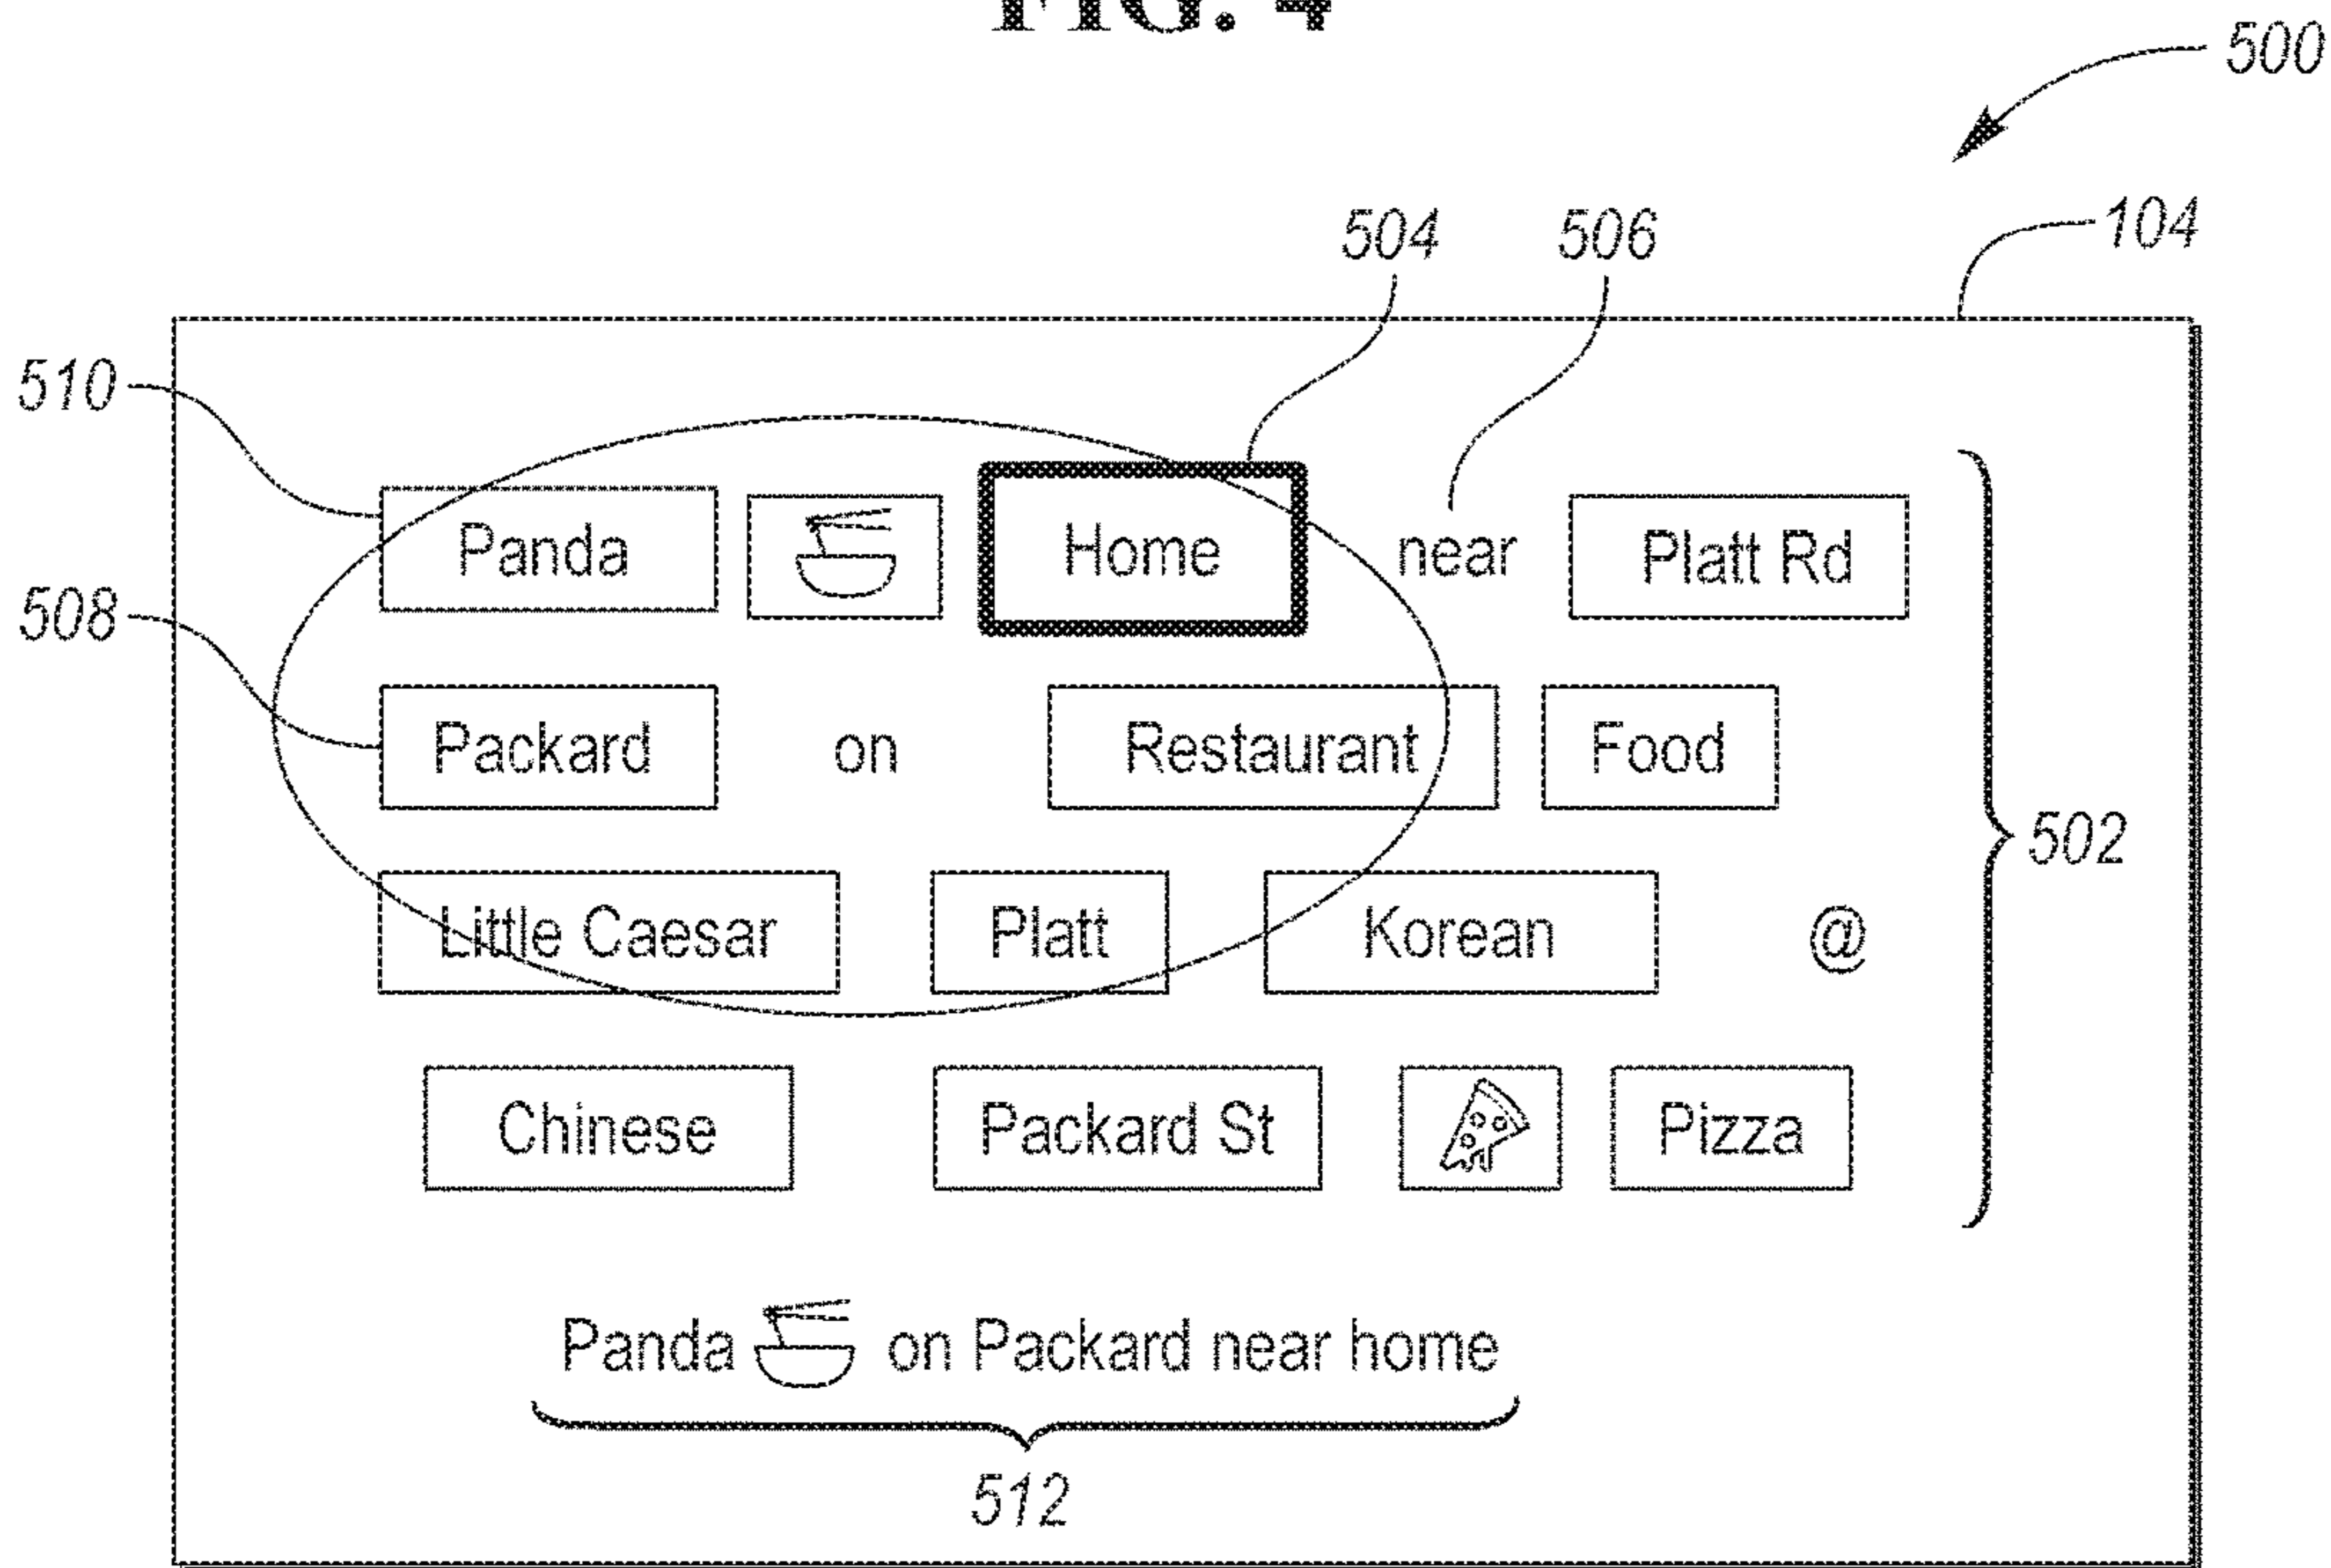 FIG. 4
500
104
504 506
510
Panda Home near Platt Rd
508
Packard on Restaurant Food
502
Little Caesar Platt Korean @
Chinese Packard St Pizza
Panda on Packard near home
512